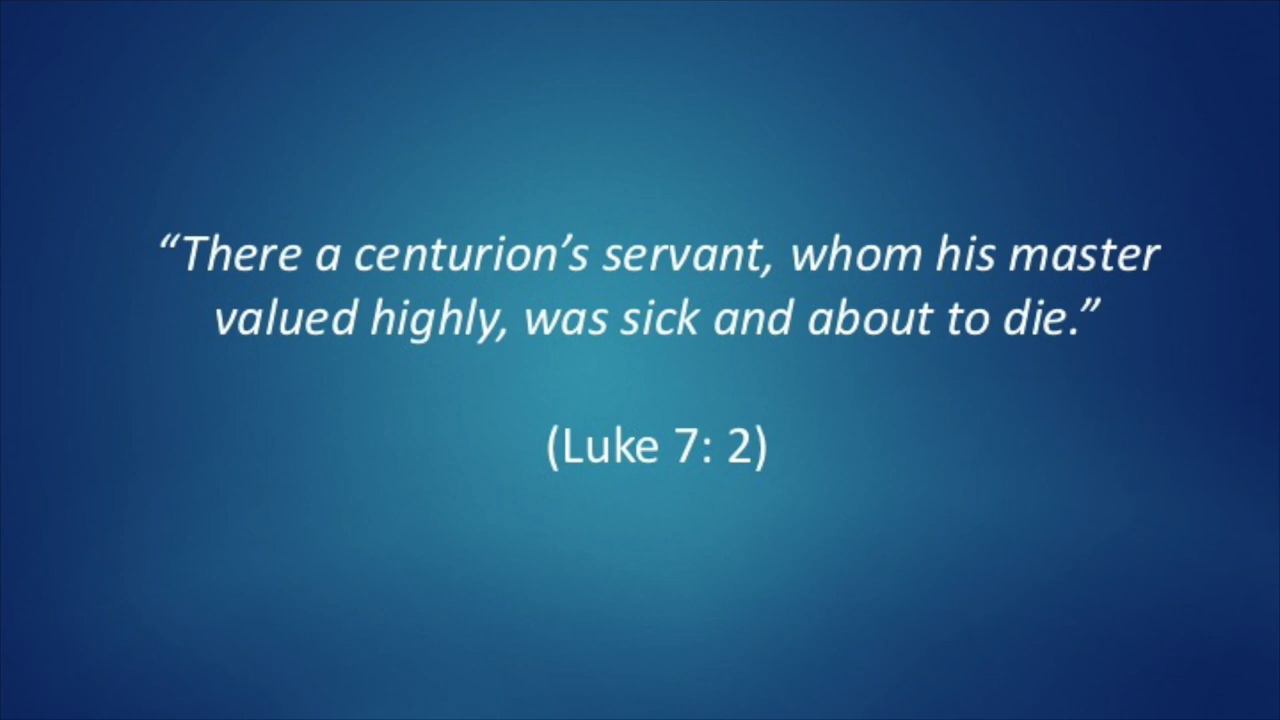 “There a centurion’s servant, whom his master
valued highly, was sick and about to die.”
(Luke 7: 2)